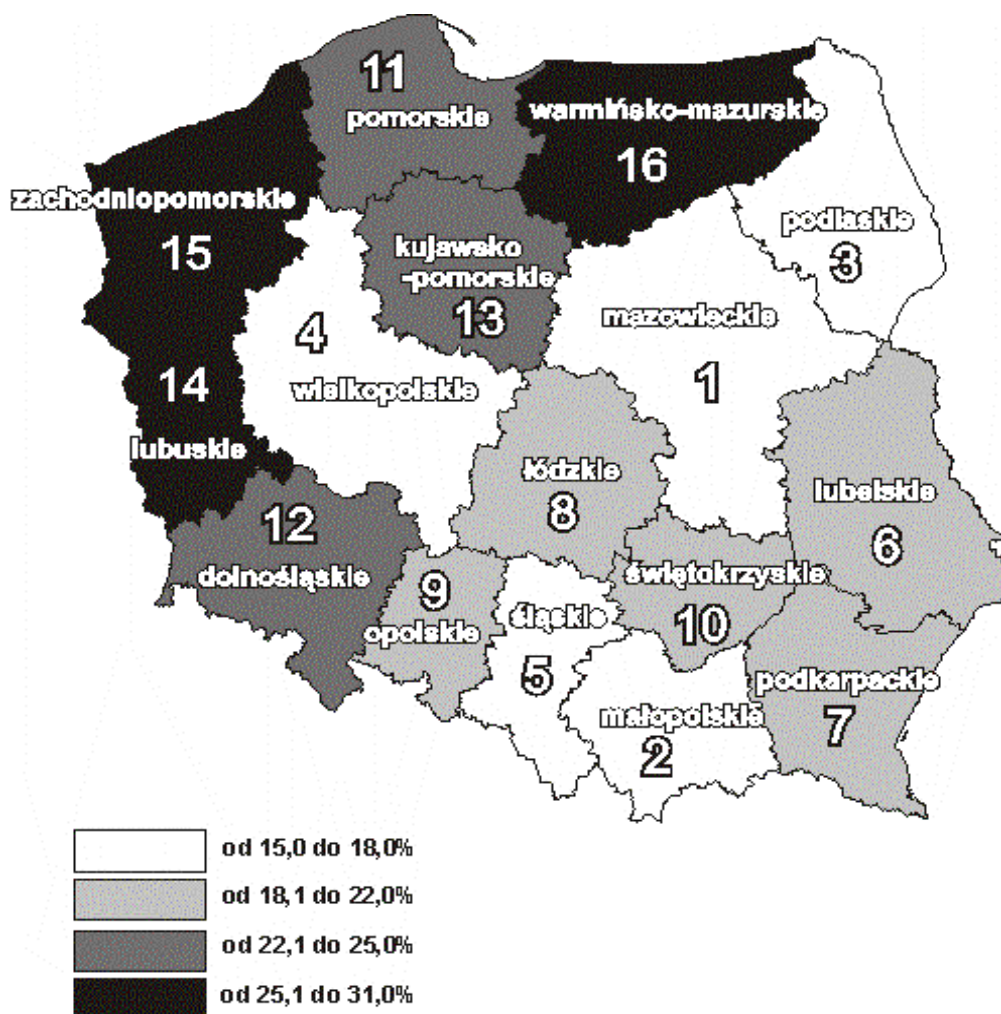 11
pomorskie
warmińsko-mazurskie
16
zachodniopomorskie
15
podlaskie
3
kujawsko
-pomorskie
13
mazowieckie
4
1
14
wielkopolskie
lubuskie
łódzkie
8
lubelskie
6
12
dolnośląskie
9
opolskie
śląskie
5
świętokrzyskie
10
podkarpackie
7
małopolskie
2
od 15,0 do 18,0%
od 18,1 do 22,0%
od 22,1 do 25,0%
od 25,1 do 31,0%